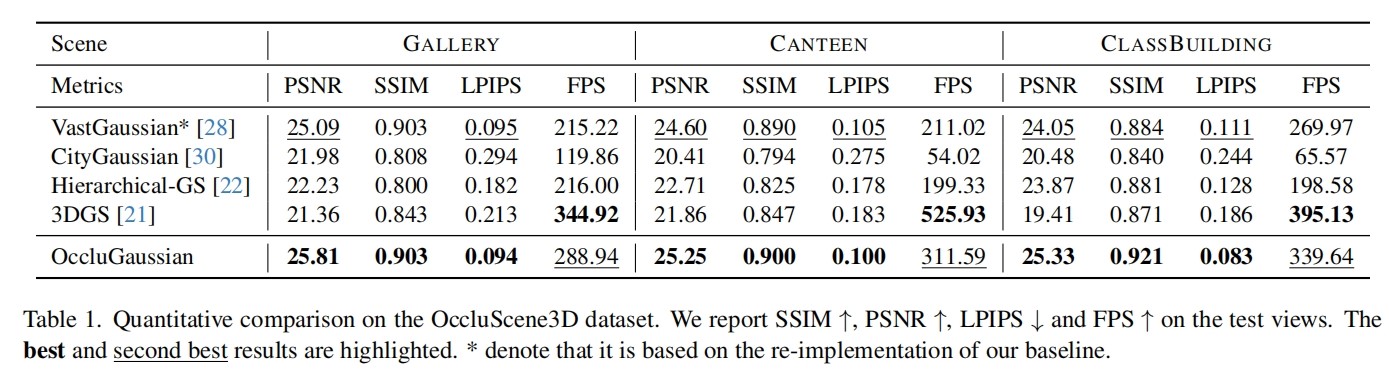 Scene GALLERY CANTEEN CLASSBUILDING
Metrics PSNR SSIM LPIPS FPS PSNR SSIM LPIPS FPS PSNR SSIM LPIPS FPS
VastGaussian* [28] 25.09 0.903 0.095 215.22 24.60 0.890 0.105 211.02 24.05 0.884 0.111 269.97
CityGaussian [30] 21.98 0.808 0.294 119.86 20.41 0.794 0.275 54.02 20.48 0.840 0.244 65.57
Hierarchical-GS [22] 22.23 0.800 0.182 216.00 22.71 0.825 0.178 199.33 23.87 0.881 0.128 198.58
3DGS [21] 21.36 0.843 0.213 344.92 21.86 0.847 0.183 525.93 19.41 0.871 0.186 395.13
OccluGaussian 25.81 0.903 0.094 288.94 25.25 0.900 0.100 311.59 25.33 0.921 0.083 339.64
Table 1. Quantitative comparison on the OccluScene3D dataset. We report SSIM ↑, PSNR ↑, LPIPS ↓ and FPS ↑ on the test views. The
best and second best results are highlighted. * denote that it is based on the re-implementation of our baseline.